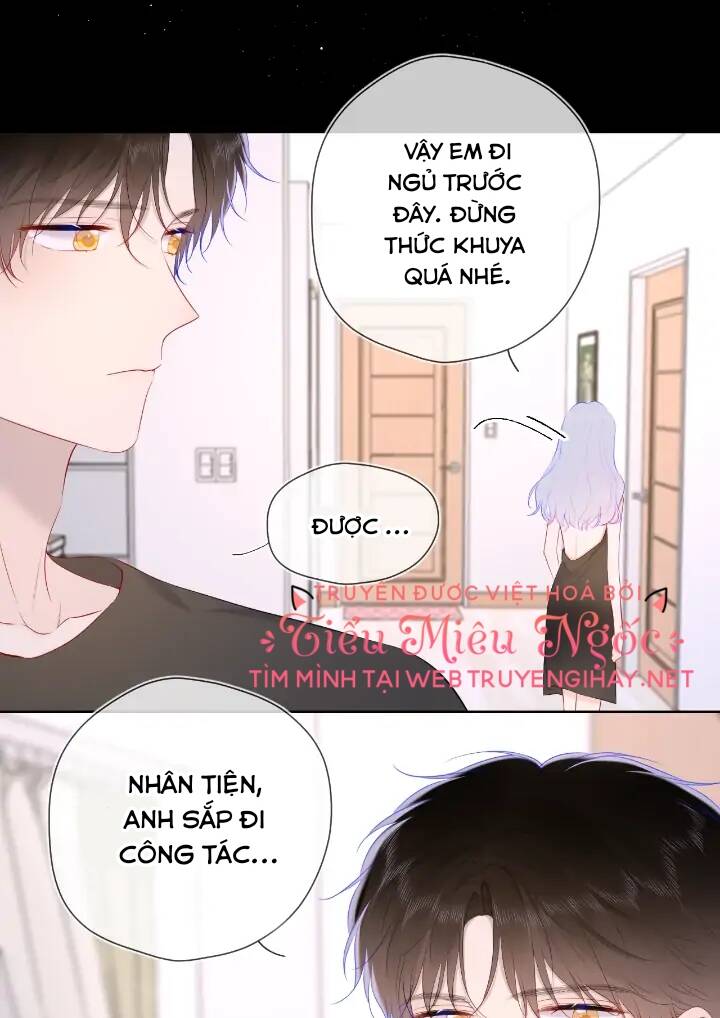 VẬY EM ĐI
NGỦ TRƯỚC
ĐÂY. ĐỪNG
THỨC KHUYA
QUÁ NHÉ.
ĐƯỢC ...
TRUYỆN ĐƯỢC VIỆT HOÁ BỞI
Tiểu Miêu Ngốc
TÌM MÌNH TẠI WEB TRUYENGIHAY.NET
NHÂN TIỆN,
ANH SẮP ĐI
CÔNG TÁC...